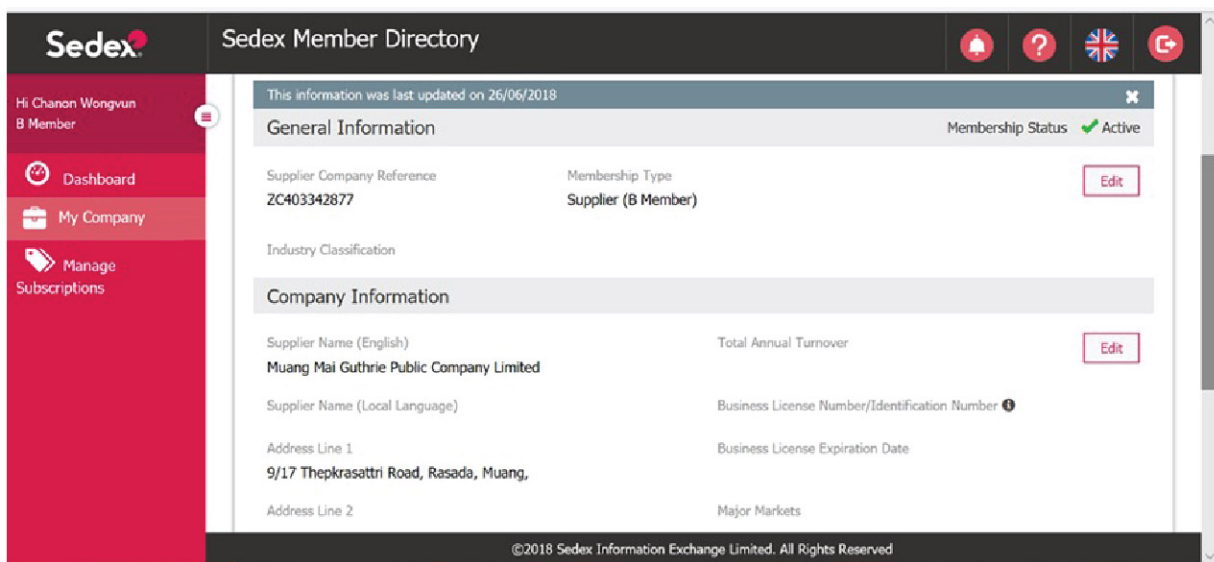 Sedex
Sedex Member Directory
Hi Chanon Wongvun
B Member
Dashboard
My Company
Manage
Subscriptions
This information was last updated on 26/06/2018
General Information
Membership Status Active
Supplier Company Reference
Membership Type
ZC403342877
Supplier (B Member)
Edit
Industry Classification
Company Information
Supplier Name (English)
Total Annual Turnover
Edit
Muang Mai Guthrie Public Company Limited
Supplier Name (Local Language)
Business License Number/Identification Number
Address Line 1
Business License Expiration Date
9/17 Thepkrasattri Road, Rasada, Muang,
Address Line 2
Major Markets
©2018 Sedex Information Exchange Limited. All Rights Reserved